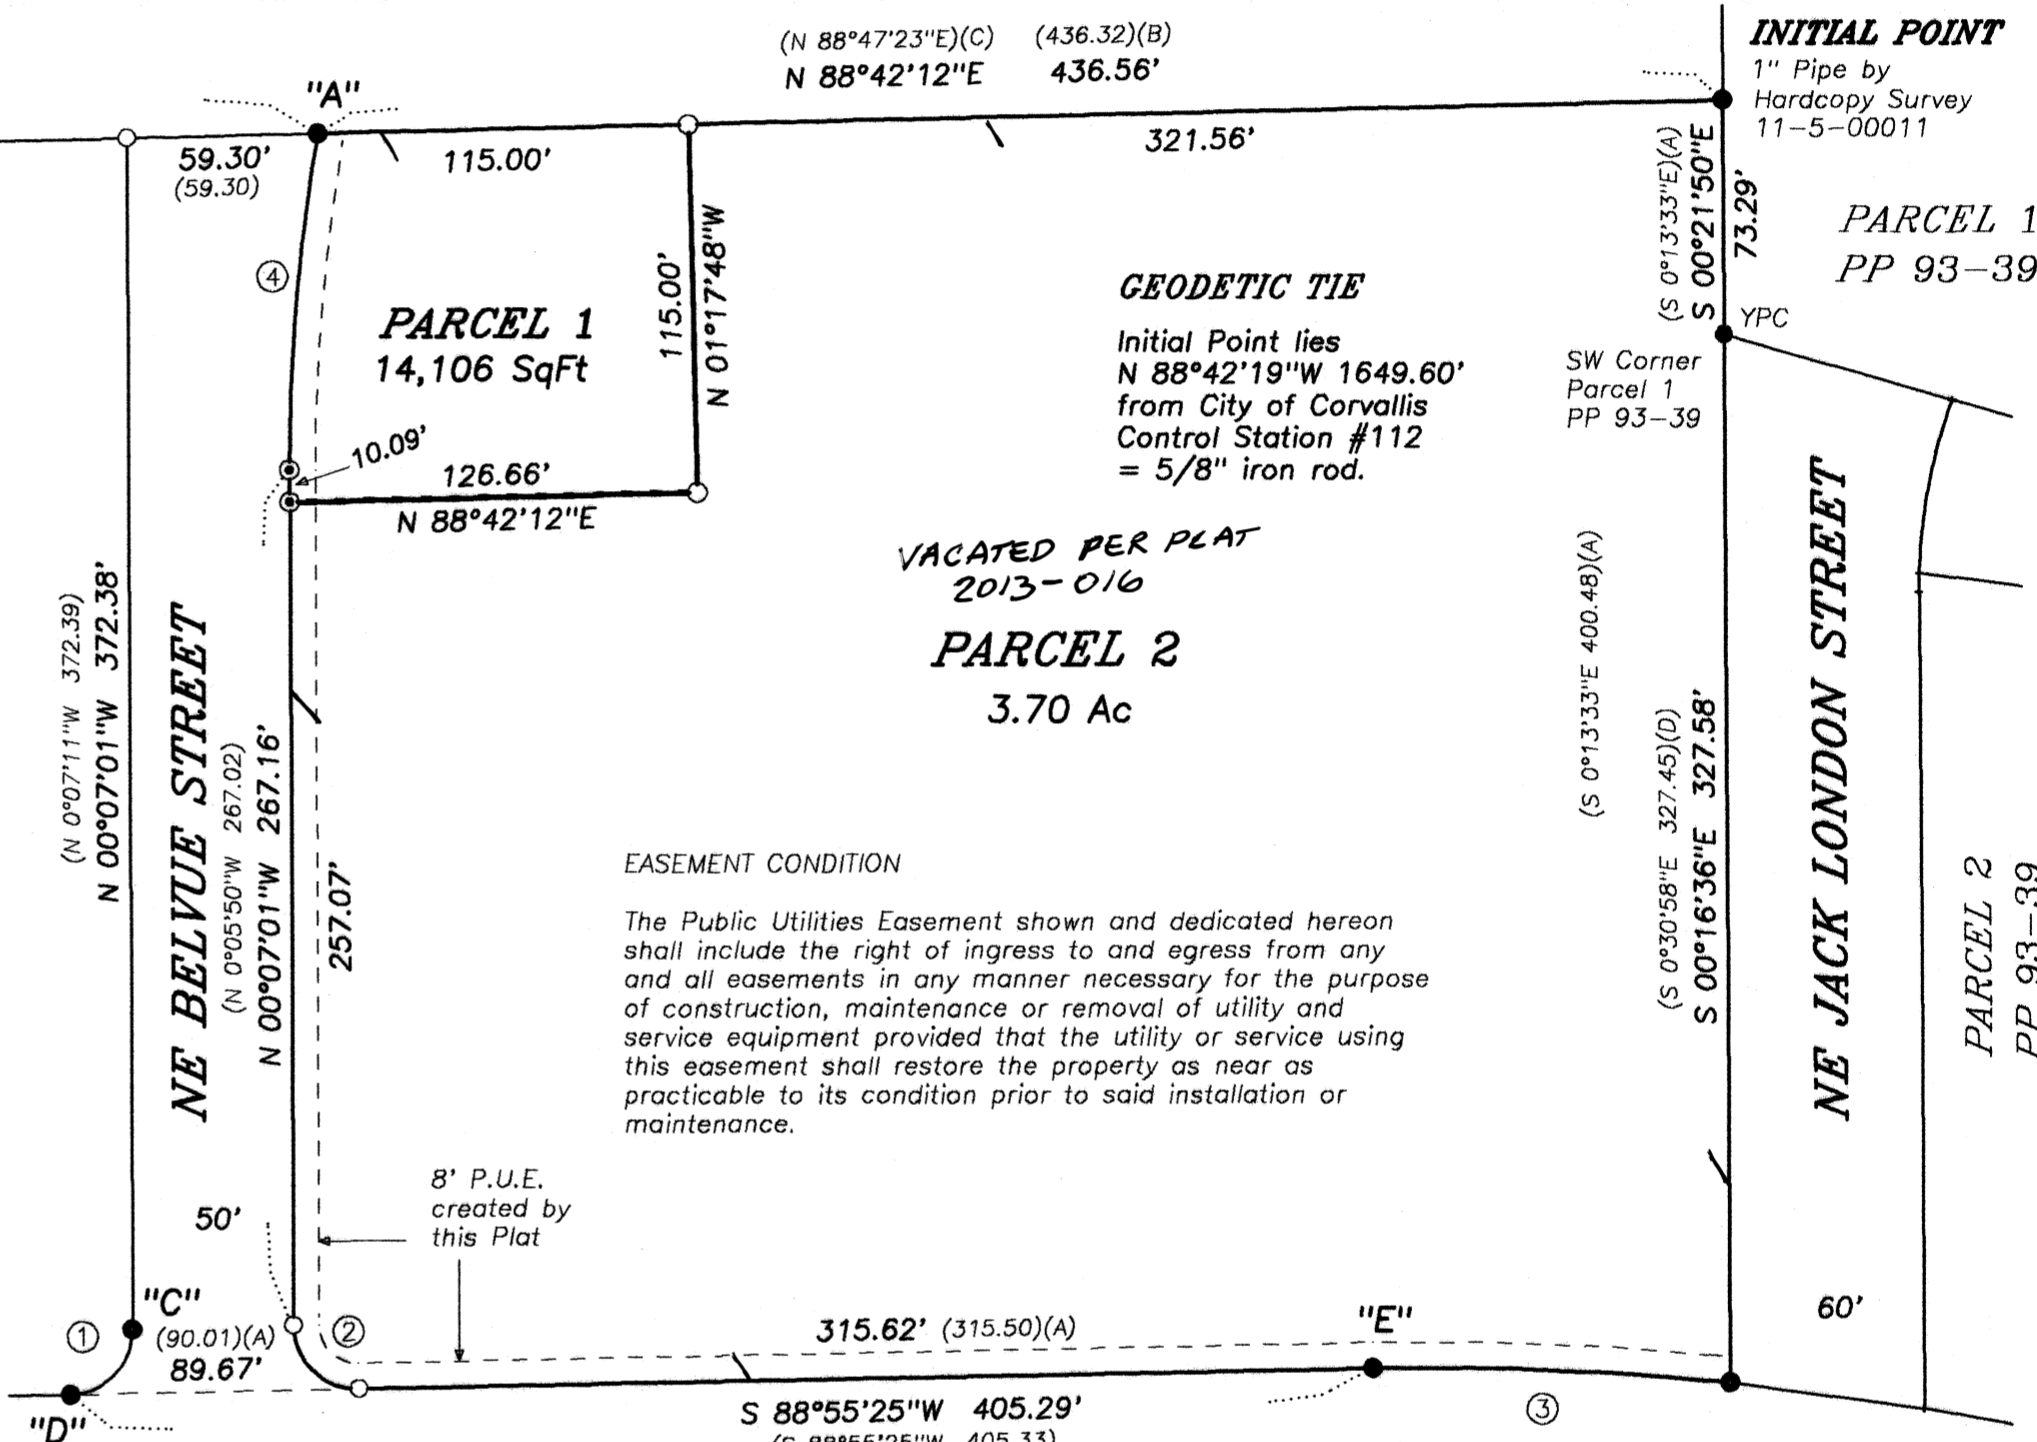 (N 88°47'23"E)(C) (436.32)(B)
N 88°42'12"E 436.56'
INITIAL POINT
1" Pipe by
Hardcopy Survey
11-5-00011
"A"
59.30'
(59.30)
115.00'
321.56'
(S 0°13'33"E)(A)
S 00°21'50"E
73.29'
PARCEL 1
PP 93-39
④
PARCEL 1
14,106 SqFt
115.00'
N 01°17'48"W
GEODETIC TIE
Initial Point lies
N 88°42'19"W 1649.60'
from City of Corvallis
Control Station #112
= 5/8" iron rod.
YPC
SW Corner
Parcel 1
PP 93-39
10.09'
126.66'
N 88°42'12"E
VACATED PER PLAT
2013-016
PARCEL 2
3.70 Ac
(N 0°07'11"W 372.39)
N 00°07'01"W 372.38'
NE BELVUE STREET
(N 0°05'50"W 267.02)
N 00°07'01"W 267.16'
257.07'
(S 0°13'33"E 400.48)(A)
(S 0°30'58"E 327.45)(D)
S 00°16'36"E 327.58'
NE JACK LONDON STREET
PARCEL 2
PP 93-39
EASEMENT CONDITION
The Public Utilities Easement shown and dedicated hereon
shall include the right of ingress to and egress from any
and all easements in any manner necessary for the purpose
of construction, maintenance or removal of utility and
service equipment provided that the utility or service using
this easement shall restore the property as near as
practicable to its condition prior to said installation or
maintenance.
8' P.U.E.
created by
this Plat
50'
60'
"C"
①
(90.01)(A)
89.67'
②
315.62' (315.50)(A)
"E"
"D"
S 88°55'25"W 405.29'
(S 88°55'25"W 405.33)
③